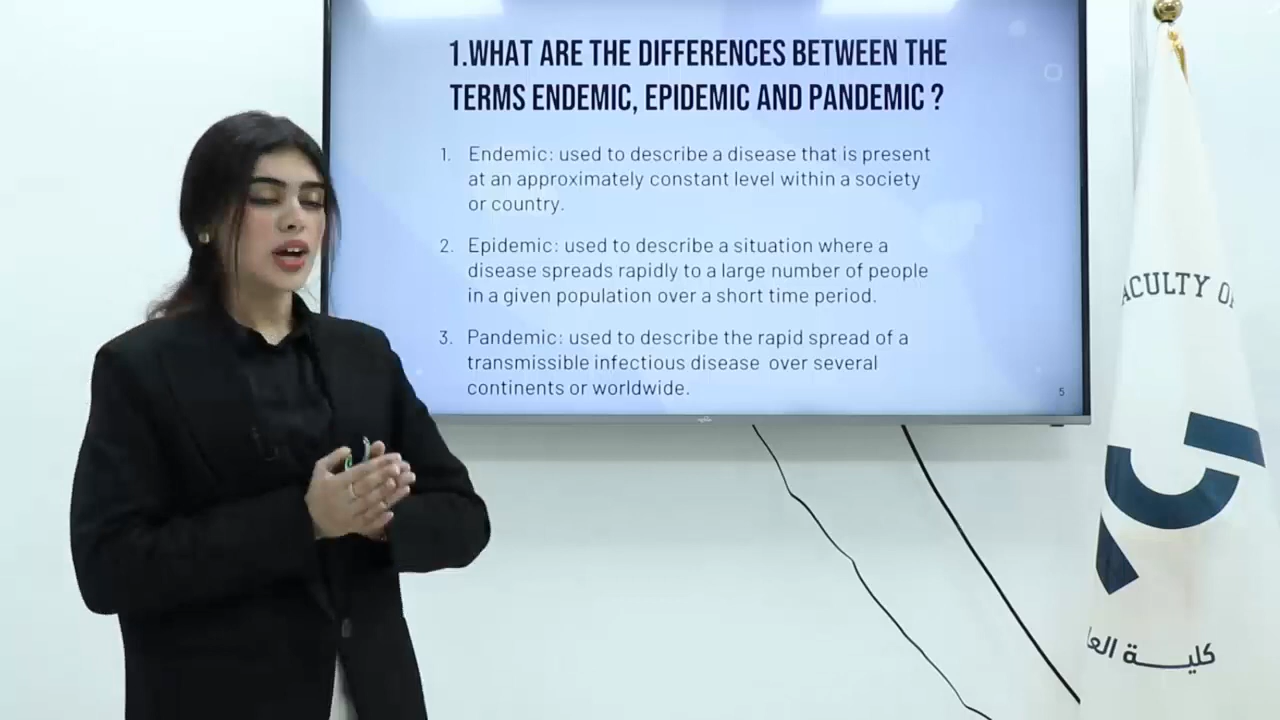 1.WHAT ARE THE DIFFERENCES BETWEEN THE
TERMS ENDEMIC, EPIDEMIC AND PANDEMIC ?
1. Endemic: used to describe a disease that is present
at an approximately constant level within a society
or country.
2. Epidemic: used to describe a situation where a
disease spreads rapidly to a large number of people
in a given population over a short time period.
3. Pandemic: used to describe the rapid spread of a
transmissible infectious disease over several
continents or worldwide.
5
FACULTY OF
كلية